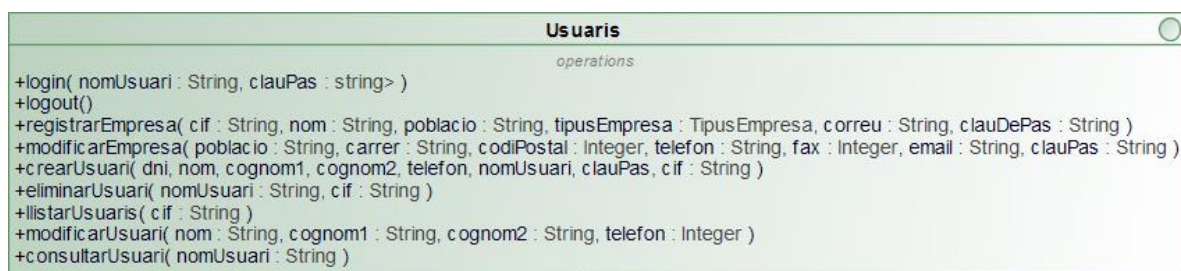 Usuaris
operations
+login( nomUsuari : String, clauPas : string> )
+logout()
+registrarEmpresa( cif : String, nom : String, poblacio : String, tipusEmpresa : TipusEmpresa, correu : String, clauDePas : String )
+modificarEmpresa( poblacio : String, carrer : String, codiPostal : Integer, telefon : String, fax : Integer, email : String, clauPas : String )
+crearUsuari( dni, nom, cognom1, cognom2, telefon, nomUsuari, clauPas, cif : String )
+eliminarUsuari( nomUsuari : String, cif : String )
+llistarUsuaris( cif : String )
+modificarUsuari( nom : String, cognom1 : String, cognom2 : String, telefon : Integer )
+consultarUsuari( nomUsuari : String )